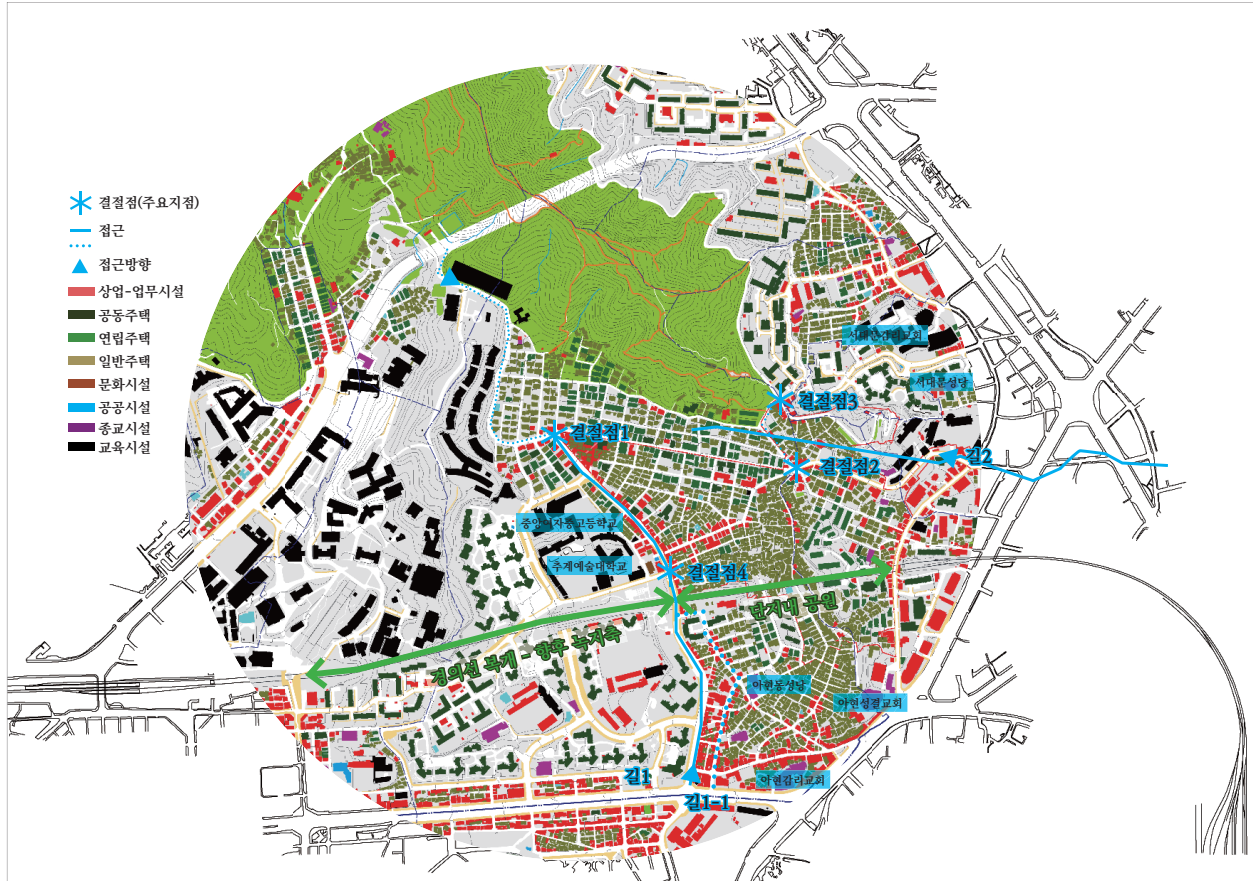 결절점(주요지점)
접근
접근방향
상업-업무시설
공동주택
연립주택
일반주택
문화시설
공공시설
종교시설
교육시설
서대문감리교회
서대문성당
결절점3
결절점1
길2
결절점2
중앙여자중고등학교
추계예술대학교
결절점4
단지내 공원
경의선 복개 - 향후 녹지축
아현동성당
아현성결교회
길1
아현감리교회
길1-1